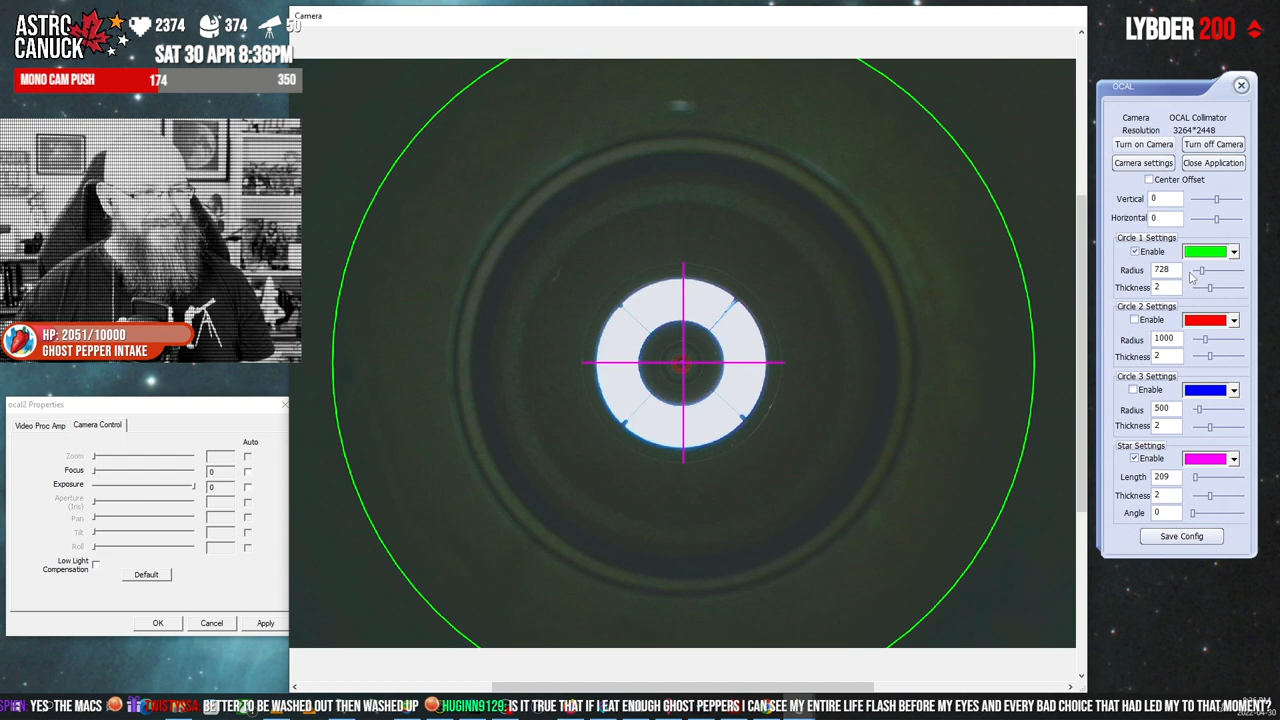 ASTRO
CANUCK
2374
374
50
SAT 30 APR 8:36PM
MONO CAM PUSH 174 350
HP: 2051/10000
GHOST PEPPER INTAKE
ocal2 Properties
Video Proc Amp
Camera Control
Auto
Zoom
Focus 0
Exposure 0
Aperture
(Iris)
Pan
Tilt
Roll
Low Light
Compensation
Default
OK
Cancel
Apply
Camera
LYBDER 200
OCAL
Camera OCAL Collimator
Resolution 3264*2448
Turn on Camera
Turn off Camera
Camera settings
Close Application
Center Offset
Vertical 0
Horizontal 0
Circle 1 Settings
Enable
Radius 728
Thickness 2
Circle 2 Settings
Enable
Radius 1000
Thickness 2
Circle 3 Settings
Enable
Radius 500
Thickness 2
Star Settings
Enable
Length 209
Thickness 2
Angle 0
Save Config
YES THE MACS TWISTYSSA: BETTER TO BE WASHED OUT THEN WASHED UP HUGINN9129: IS IT TRUE THAT IF I EAT ENOUGH GHOST PEPPERS I CAN SEE MY ENTIRE LIFE FLASH BEFORE MY EYES AND EVERY BAD CHOICE THAT HAD LED MY TO THAT MOMENT?
2022-04-30